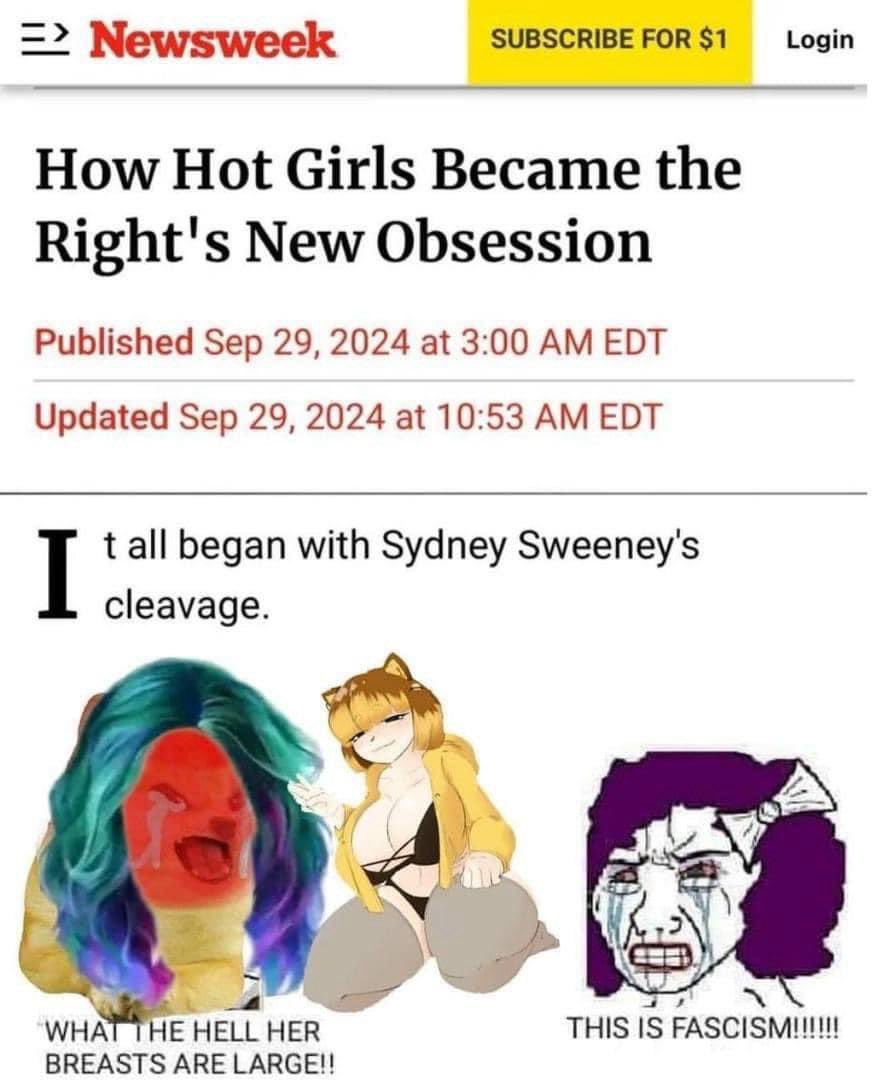 Newsweek
SUBSCRIBE FOR $1
Login
How Hot Girls Became the
Right's New Obsession
Published Sep 29, 2024 at 3:00 AM EDT
Updated Sep 29, 2024 at 10:53 AM EDT
It all began with Sydney Sweeney's
cleavage.
WHAT THE HELL HER
BREASTS ARE LARGE!!
THIS IS FASCISM!!!!!!